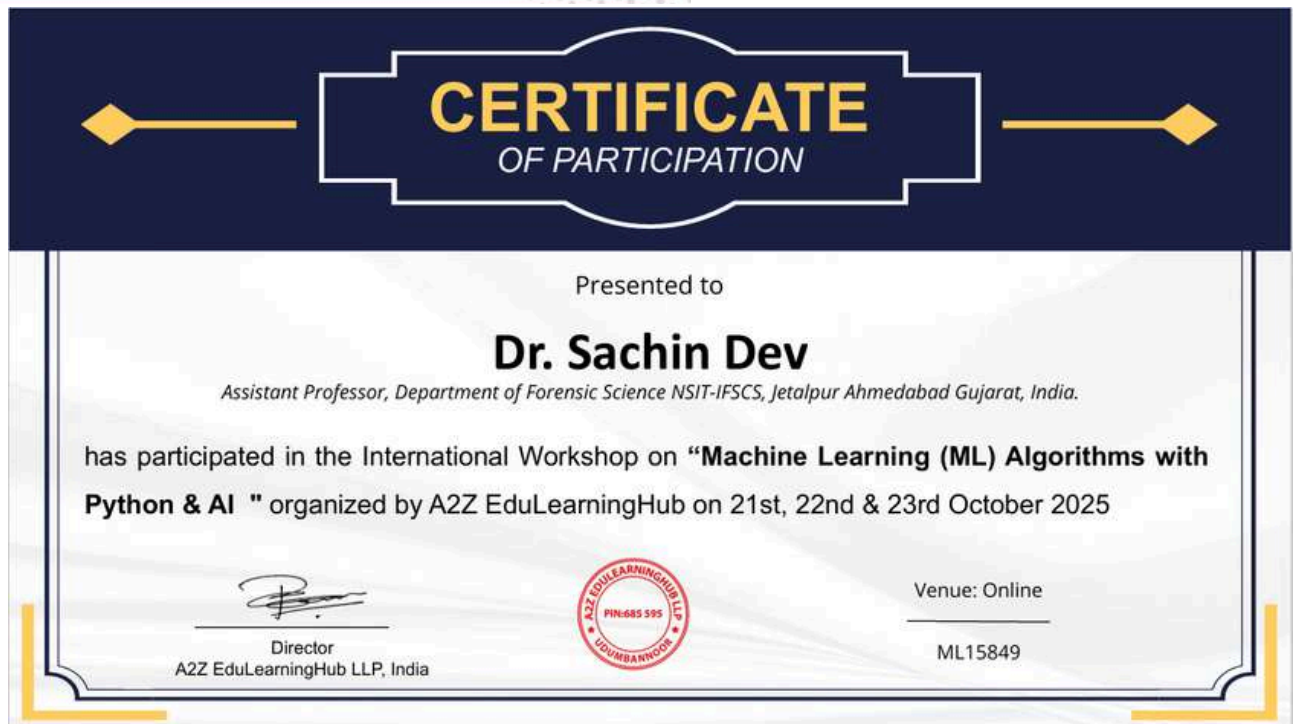 CERTIFICATE
OF PARTICIPATION
Presented to
Dr. Sachin Dev
Assistant Professor, Department of Forensic Science NSIT-IFSCS, Jetalpur Ahmedabad Gujarat, India.
has participated in the International Workshop on “Machine Learning (ML) Algorithms with
Python & AI " organized by A2Z EduLearningHub on 21st, 22nd & 23rd October 2025
Director
A2Z EduLearningHub LLP, India
A2Z EDULEARNINGHUB LLP
PIN:685 595
UDUMBANNOOR
Venue: Online
ML15849